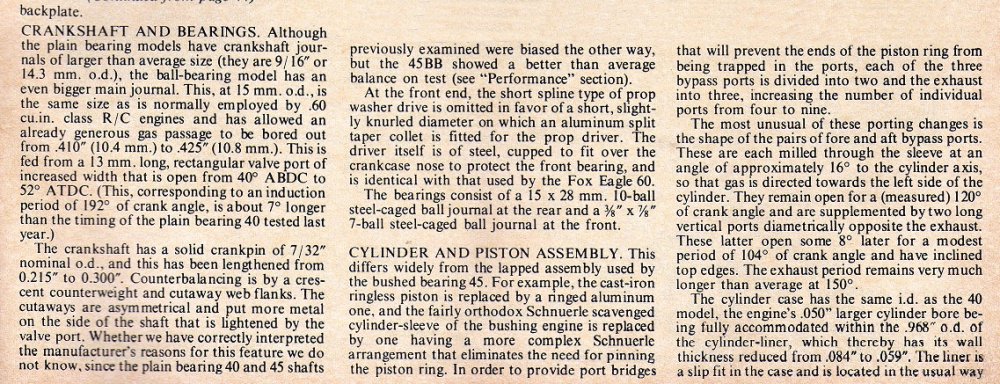 backplate.
CRANKSHAFT AND BEARINGS. Although
the plain bearing models have crankshaft jour-
nals of larger than average size (they are 9/16″ or
14.3 mm. o.d.), the ball-bearing model has an
even bigger main journal. This, at 15 mm. o.d., is
the same size as is normally employed by .60
cu.in. class R/C engines and has allowed an
already generous gas passage to be bored out
from .410″ (10.4 mm.) to .425″ (10.8 mm.). This is
fed from a 13 mm. long, rectangular valve port of
increased width that is open from 40° ABDC to
52° ATDC. (This, corresponding to an induction
period of 192° of crank angle, is about 7° longer
than the timing of the plain bearing 40 tested last
year.)
The crankshaft has a solid crankpin of 7/32″
nominal o.d., and this has been lengthened from
0.215″ to 0.300″. Counterbalancing is by a cres-
cent counterweight and cutaway web flanks. The
cutaways are asymmetrical and put more metal
on the side of the shaft that is lightened by the
valve port. Whether we have correctly interpreted
the manufacturer's reasons for this feature we do
not know, since the plain bearing 40 and 45 shafts
previously examined were biased the other way,
but the 45BB showed a better than average
balance on test (see “Performance” section).
At the front end, the short spline type of prop
washer drive is omitted in favor of a short, slight-
ly knurled diameter on which an aluminum split
taper collet is fitted for the prop driver. The
driver itself is of steel, cupped to fit over the
crankcase nose to protect the front bearing, and
is identical with that used by the Fox Eagle 60.
The bearings consist of a 15 x 28 mm. 10-ball
steel-caged ball journal at the rear and a ⅜″ x ⅞″
7-ball steel-caged ball journal at the front.
CYLINDER AND PISTON ASSEMBLY. This
differs widely from the lapped assembly used by
the bushed bearing 45. For example, the cast-iron
ringless piston is replaced by a ringed aluminum
one, and the fairly orthodox Schnuerle scavenged
cylinder-sleeve of the bushing engine is replaced
by one having a more complex Schnuerle
arrangement that eliminates the need for pinning
the piston ring. In order to provide port bridges
that will prevent the ends of the piston ring from
being trapped in the ports, each of the three
bypass ports is divided into two and the exhaust
into three, increasing the number of individual
ports from four to nine.
The most unusual of these porting changes is
the shape of the pairs of fore and aft bypass ports.
These are each milled through the sleeve at an
angle of approximately 16° to the cylinder axis,
so that gas is directed towards the left side of the
cylinder. They remain open for a (measured) 120°
of crank angle and are supplemented by two long
vertical ports diametrically opposite the exhaust.
These latter open some 8° later for a modest
period of 104° of crank angle and have inclined
top edges. The exhaust period remains very much
longer than average at 150°.
The cylinder case has the same i.d. as the 40
model, the engine's .050″ larger cylinder bore be-
ing fully accommodated within the .968″ o.d. of
the cylinder-liner, which thereby has its wall
thickness reduced from .084″ to .059″. The liner is
a slip fit in the case and is located in the usual way